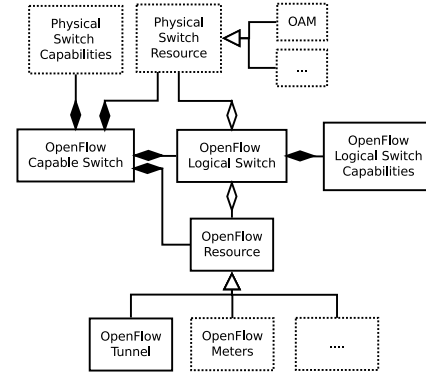 Physical
Switch
Capabilities
Physical
Switch
Resource
OAM
...
OpenFlow
Capable Switch
OpenFlow
Logical Switch
OpenFlow
Logical Switch
Capabilities
OpenFlow
Resource
OpenFlow
Tunnel
OpenFlow
Meters
....